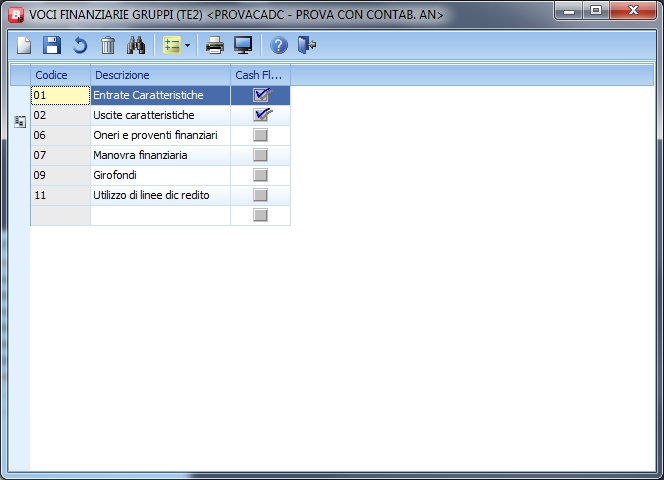 VOCI FINANZIARIE GRUPPI (TE2) <PROVACADC - PROVA CON CONTAB. AN>
Codice Descrizione Cash Fl...
01 Entrate Caratteristiche
02 Uscite caratteristiche
06 Oneri e proventi finanziari
07 Manovra finanziaria
09 Girofondi
11 Utilizzo di linee dic redito